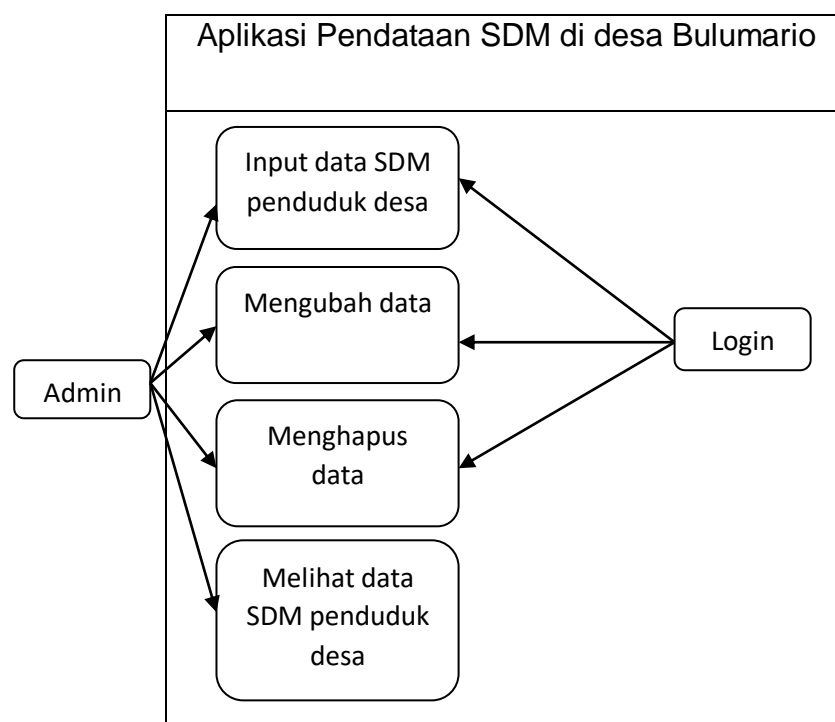 Aplikasi Pendataan SDM di desa Bulumario
Input data SDM
penduduk desa
Mengubah data
Login
Admin
Menghapus
data
Melihat data
SDM penduduk
desa